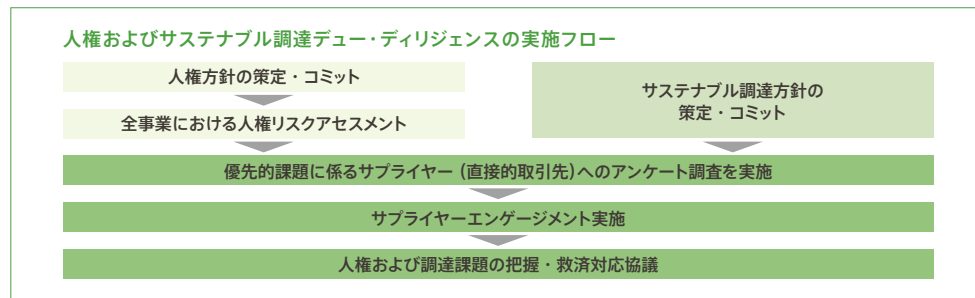 人権およびサステナブル調達デュー・ディリジェンスの実施フロー
人権方針の策定・コミット
全事業における人権リスクアセスメント
サステナブル調達方針の
策定・コミット
優先的課題に係るサプライヤー（直接的取引先）へのアンケート調査を実施
サプライヤーエンゲージメント実施
人権および調達課題の把握・救済対応協議